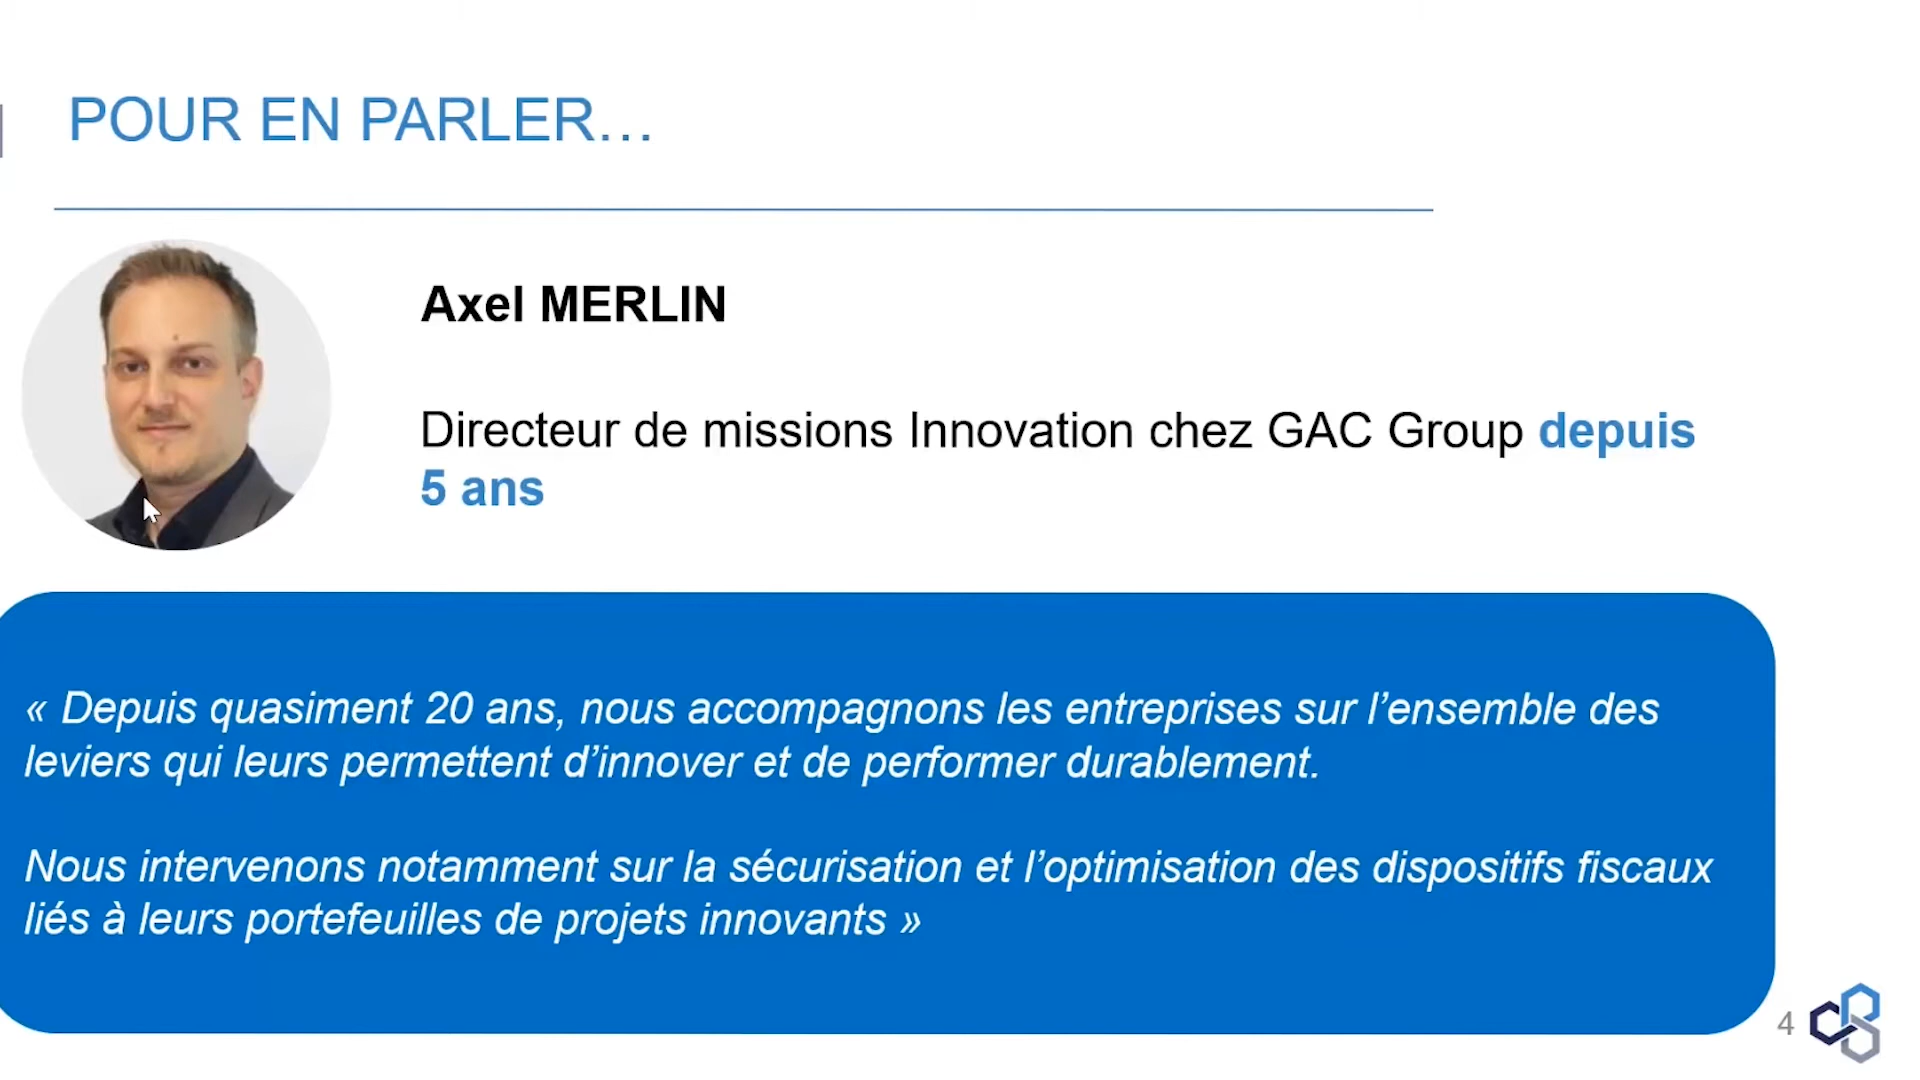 POUR EN PARLER…
Axel MERLIN
Directeur de missions Innovation chez GAC Group depuis
5 ans
« Depuis quasiment 20 ans, nous accompagnons les entreprises sur l’ensemble des
leviers qui leurs permettent d’innover et de performer durablement.
Nous intervenons notamment sur la sécurisation et l’optimisation des dispositifs fiscaux
liés à leurs portefeuilles de projets innovants »
4